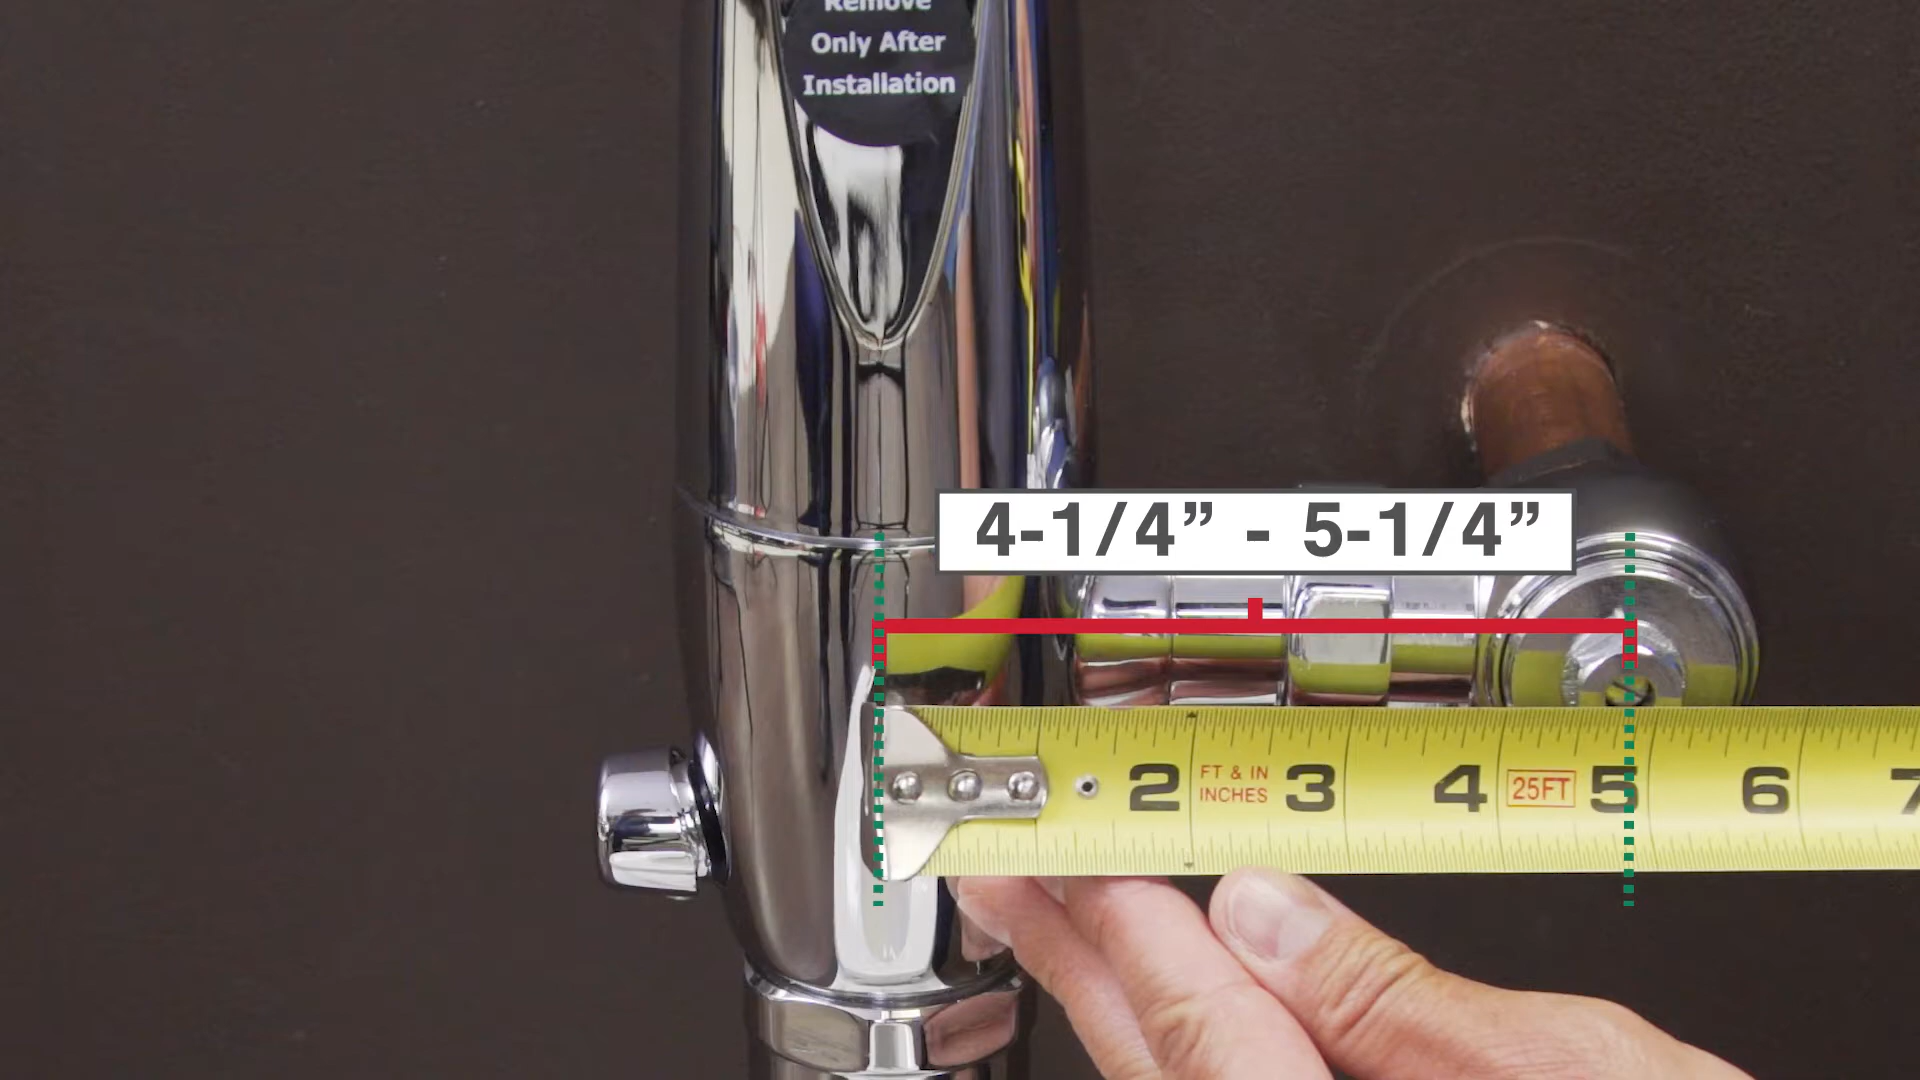 Remove
Only After
Installation
4-1/4” - 5-1/4”
2 FT & IN 3 4 25FT 5 6 7
INCHES